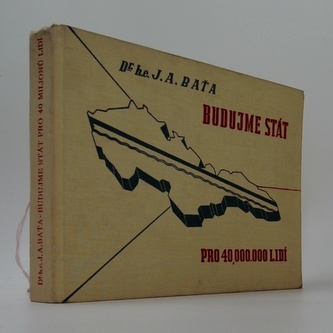 Dr h.c. J. A. BAŤA
BUDUJME STÁT
PRO 40,000.000 LIDÍ
Dr h.c. J. A. BAŤA - BUDUJME STÁT PRO 40 MILIONŮ LIDÍ